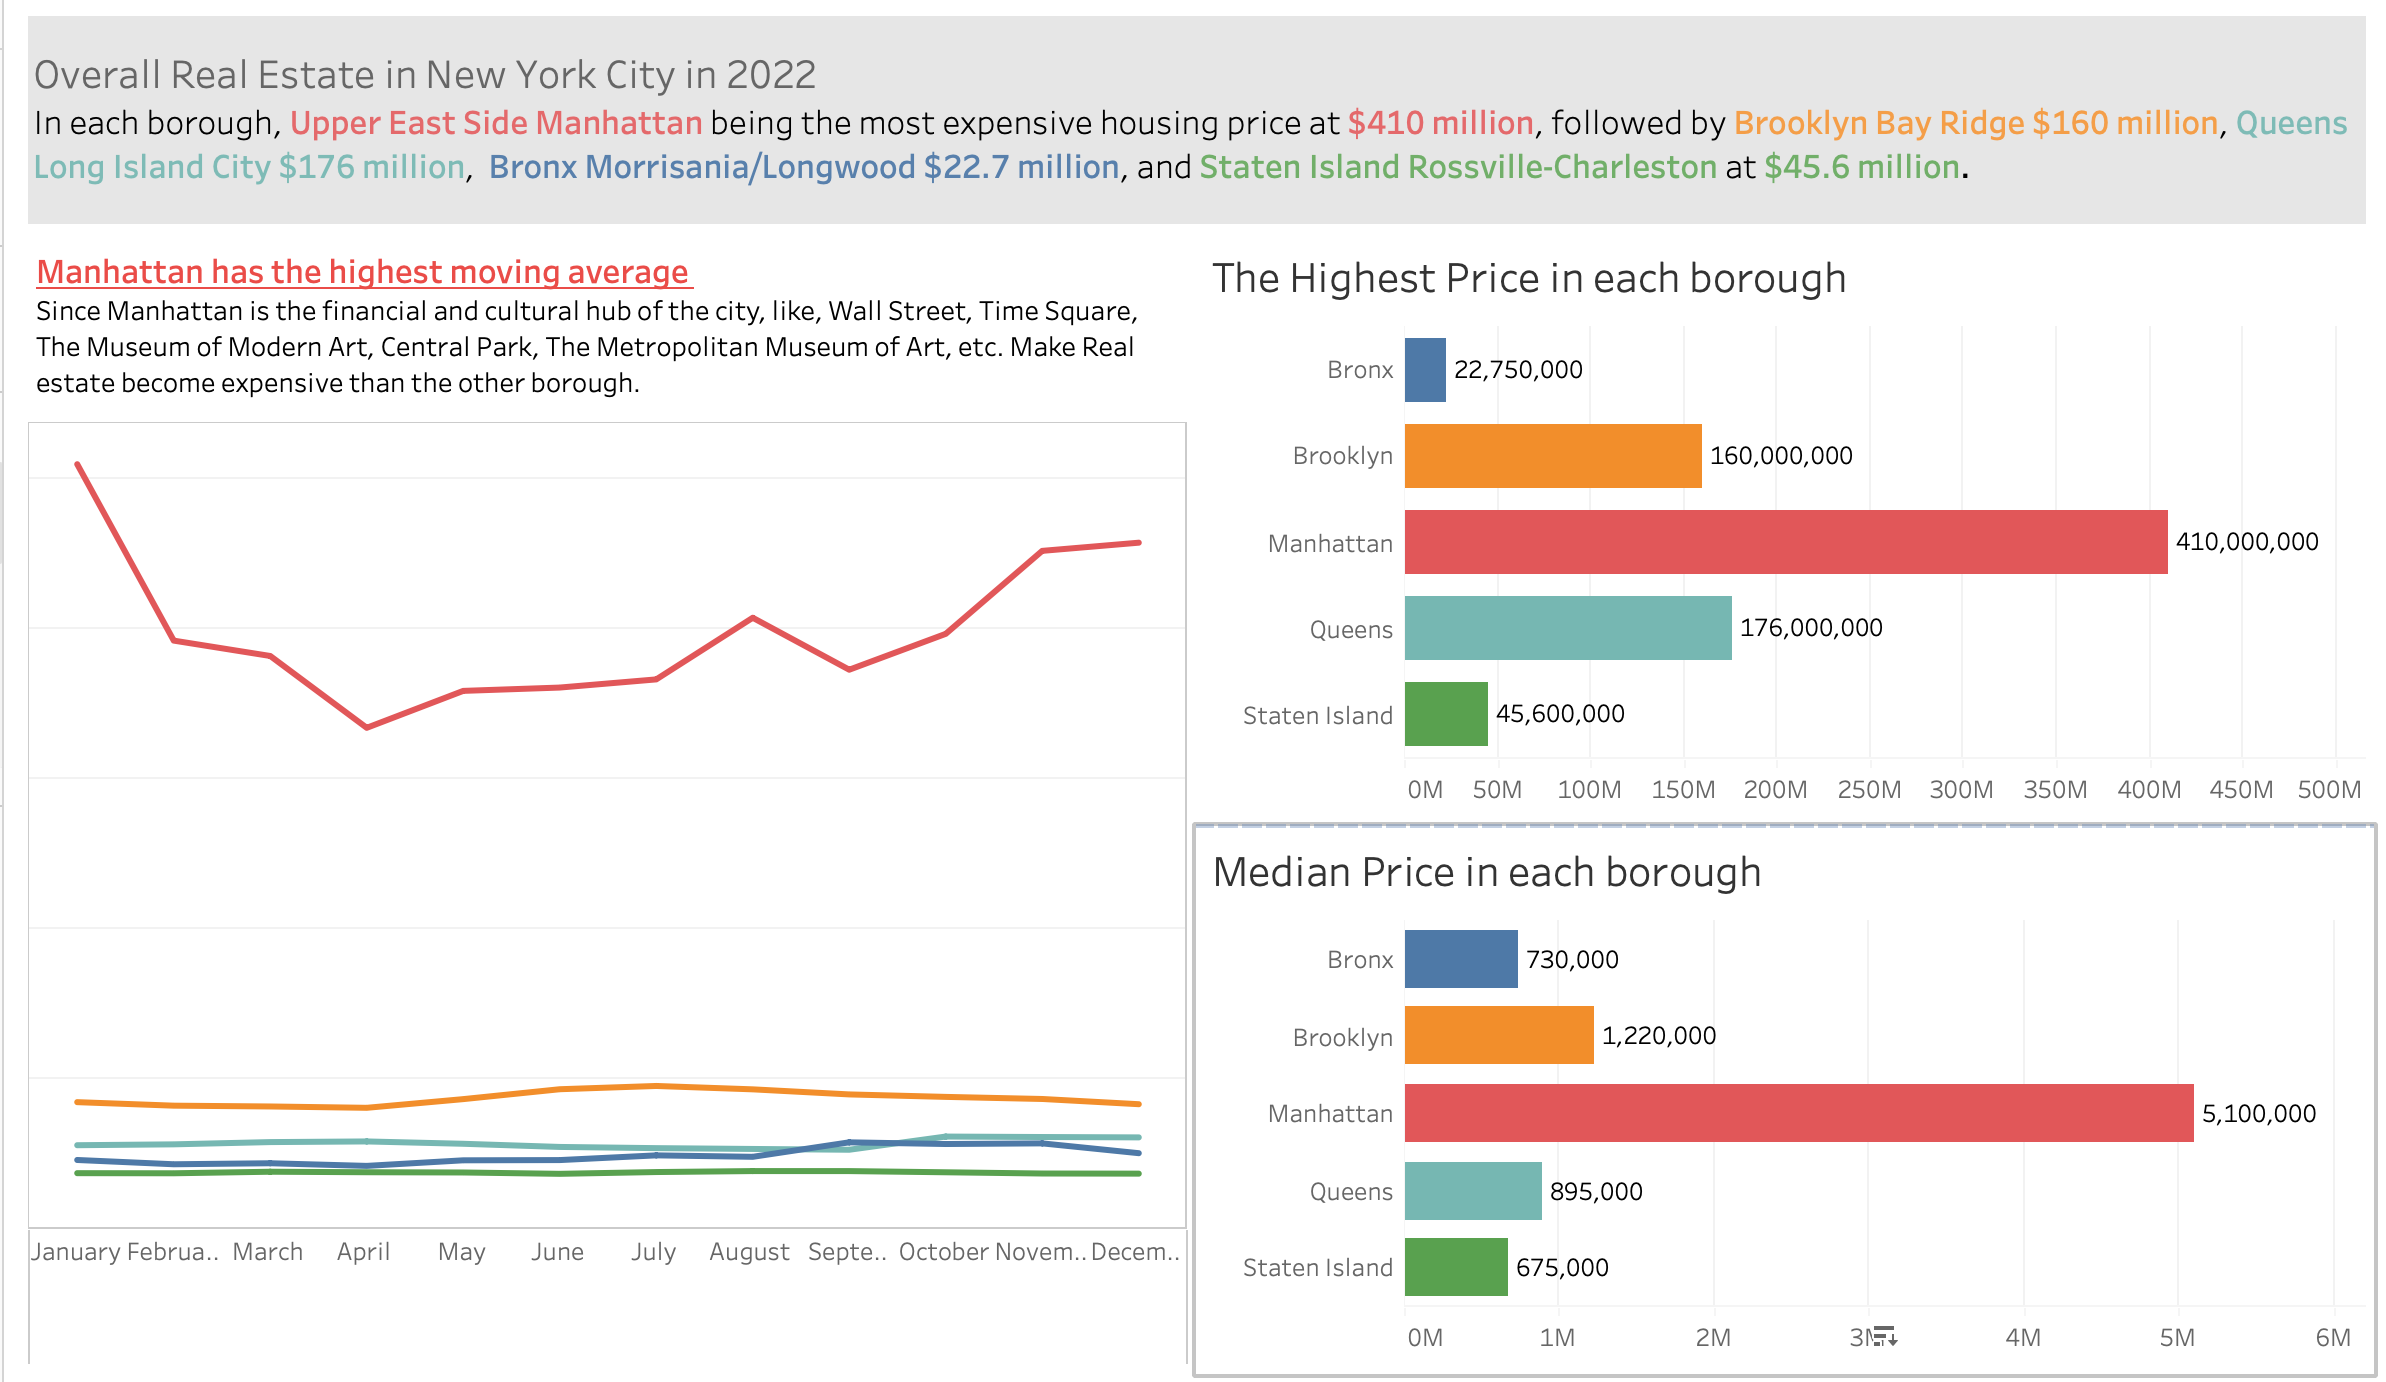 Overall Real Estate in New York City in 2022
In each borough, Upper East Side Manhattan being the most expensive housing price at $410 million, followed by Brooklyn Bay Ridge $160 million, Queens
Long Island City $176 million, Bronx Morrisania/Longwood $22.7 million, and Staten Island Rossville-Charleston at $45.6 million.
Manhattan has the highest moving average
Since Manhattan is the financial and cultural hub of the city, like, Wall Street, Time Square,
The Museum of Modern Art, Central Park, The Metropolitan Museum of Art, etc. Make Real
estate become expensive than the other borough.
January Februa.. March April May June July August Septe.. October Novem.. Decem..
The Highest Price in each borough
Bronx 22,750,000
Brooklyn 160,000,000
Manhattan 410,000,000
Queens 176,000,000
Staten Island 45,600,000
0M 50M 100M 150M 200M 250M 300M 350M 400M 450M 500M
Median Price in each borough
Bronx 730,000
Brooklyn 1,220,000
Manhattan 5,100,000
Queens 895,000
Staten Island 675,000
0M 1M 2M 3M 4M 5M 6M